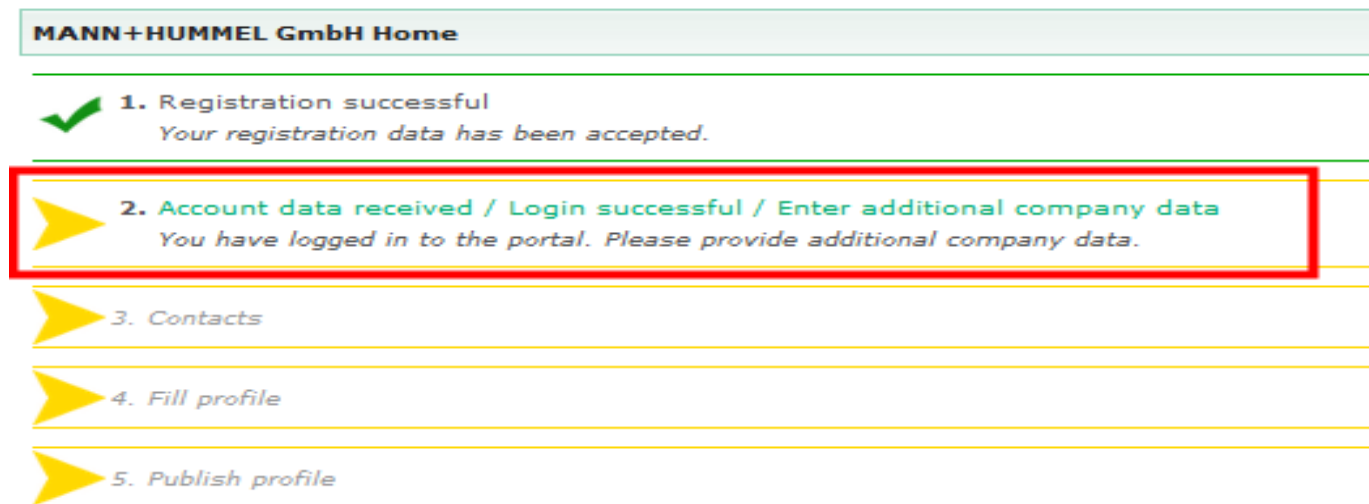 MANN+HUMMEL GmbH Home
1. Registration successful
Your registration data has been accepted.
2. Account data received / Login successful / Enter additional company data
You have logged in to the portal. Please provide additional company data.
3. Contacts
4. Fill profile
5. Publish profile